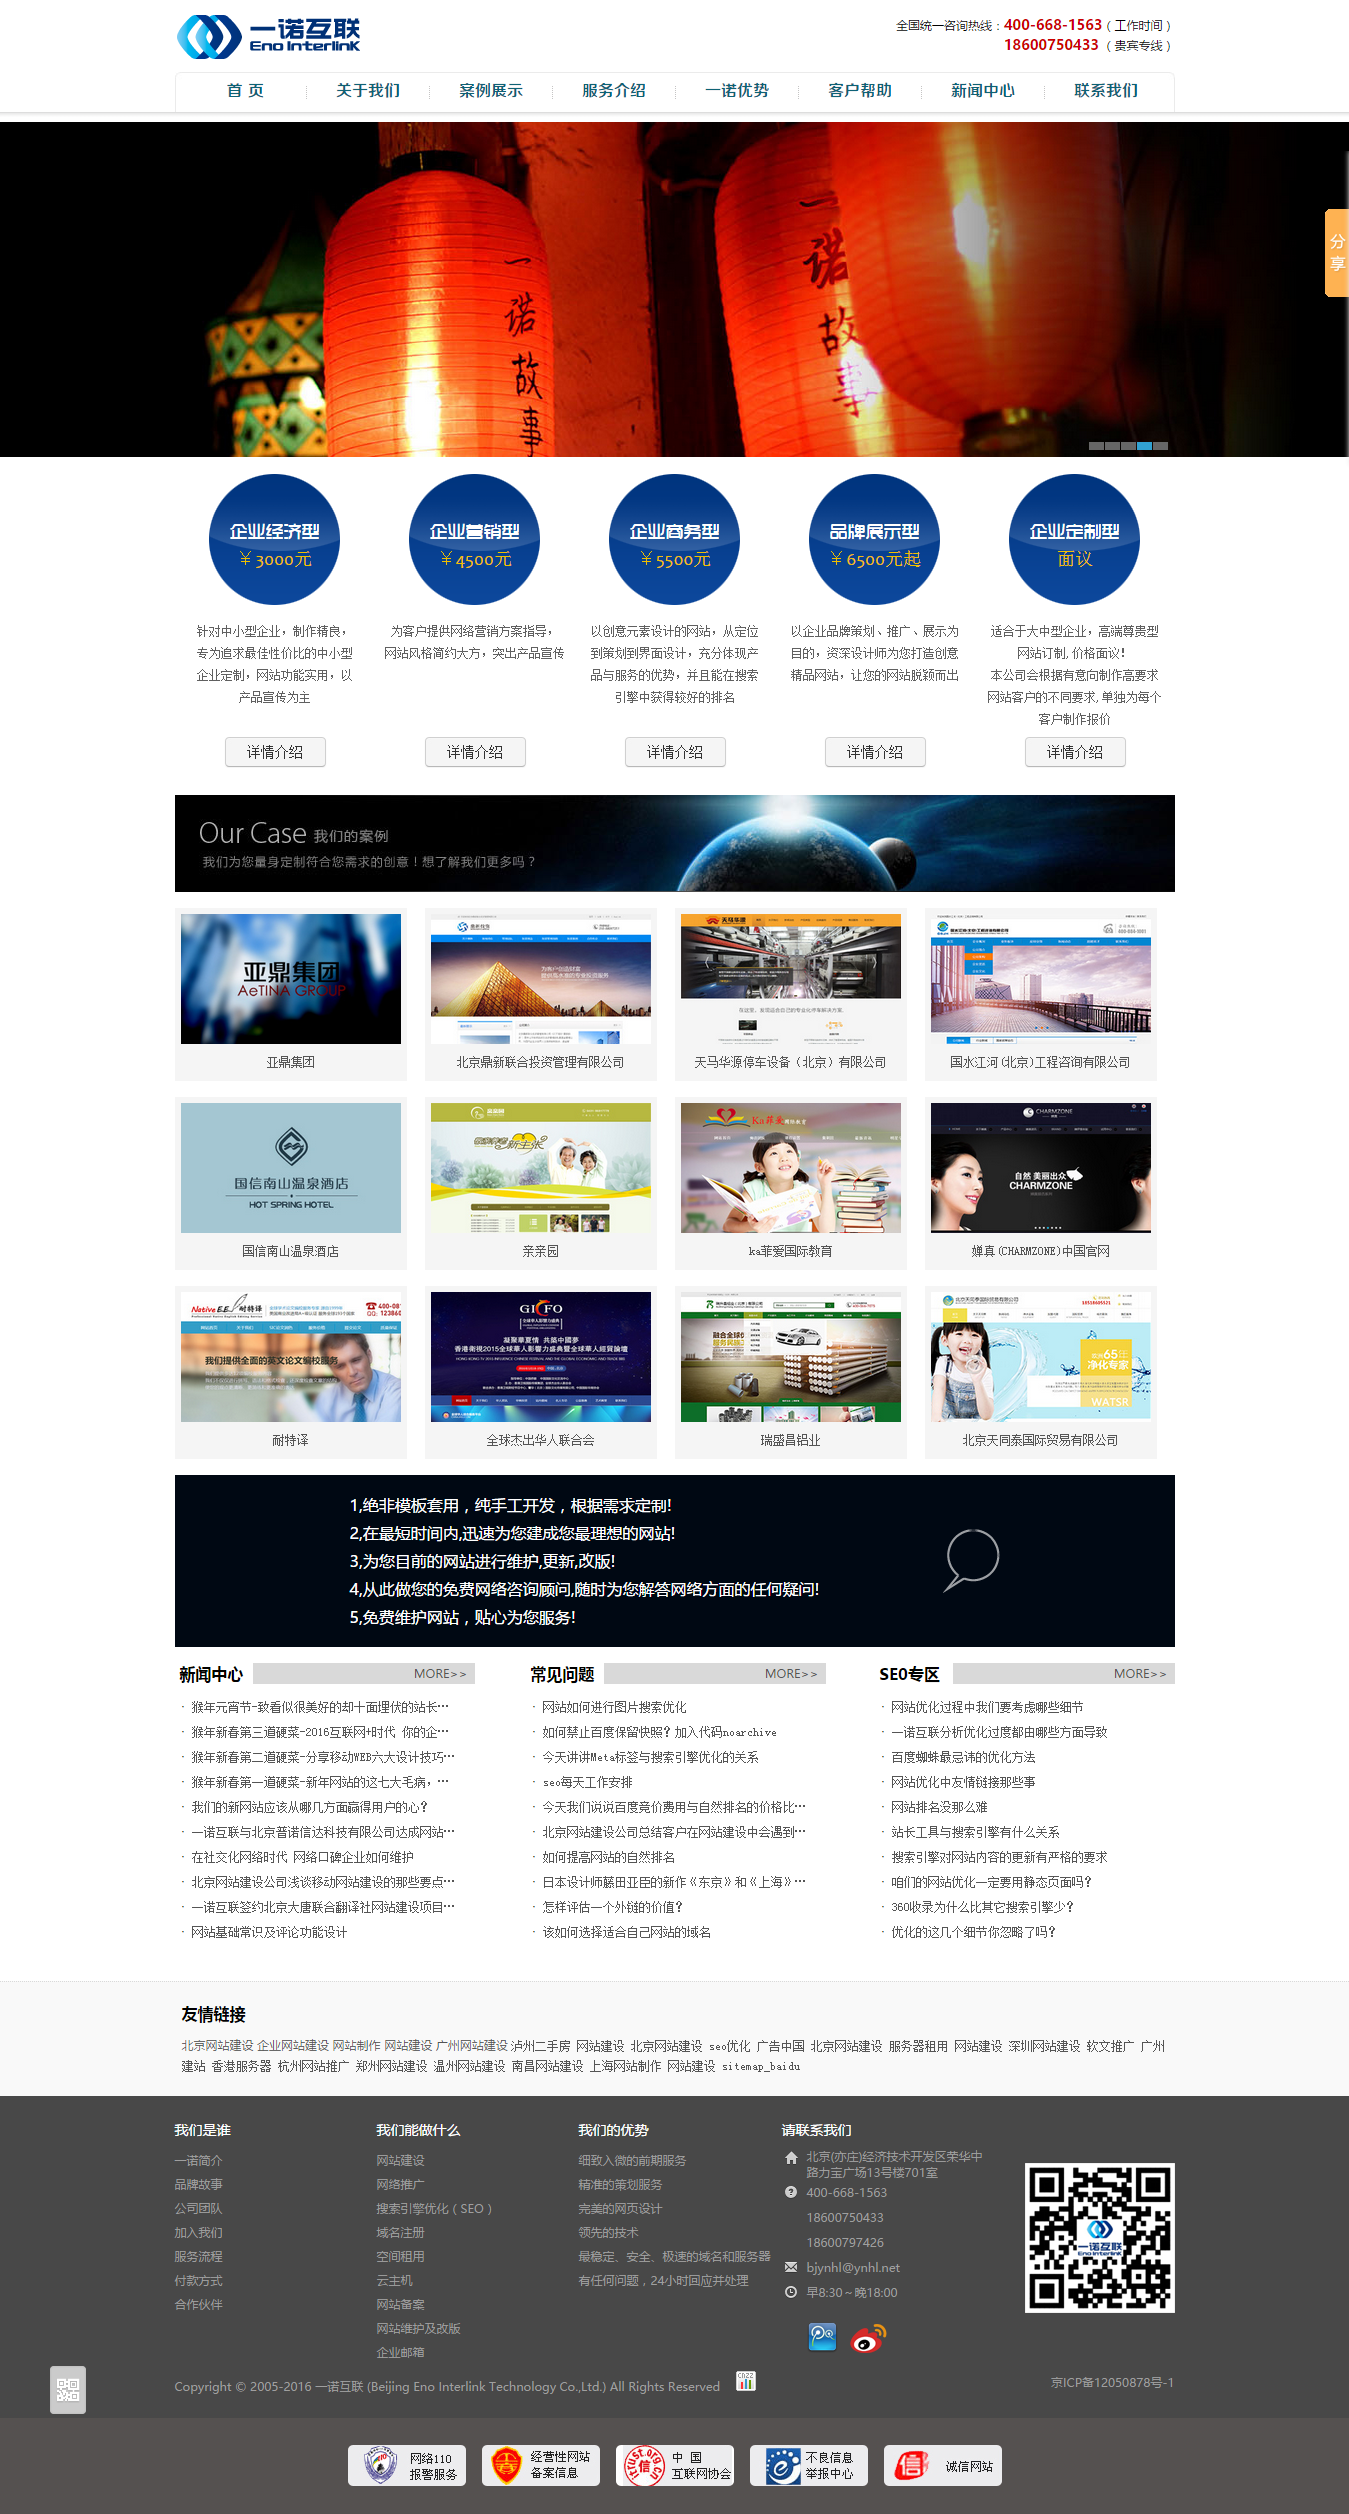 一诺互联
Eno Interlink
全国统一咨询热线：400-668-1563（工作时间）
18600750433（贵宾专线）
首 页
关于我们
案例展示
服务介绍
一诺优势
客户帮助
新闻中心
联系我们
一诺故事
一诺故事
分享
企业经济型
￥3000元
企业营销型
￥4500元
企业商务型
￥5500元
品牌展示型
￥6500元起
企业定制型
面议
针对中小型企业，制作精良，
专为追求最佳性价比的中小型
企业定制，网站功能实用，以
产品宣传为主
为客户提供网络营销方案指导，
网站风格简约大方，突出产品宣传
以创意元素设计的网站，从定位
到策划到界面设计，充分体现产
品与服务的优势，并且能在搜索
引擎中获得较好的排名
以企业品牌策划、推广、展示为
目的，资深设计师为您打造创意
精品网站，让您的网站脱颖而出
适合于大中型企业，高端尊贵型
网站订制,价格面议！
本公司会根据有意向制作高要求
网站客户的不同要求,单独为每个
客户制作报价
详情介绍
详情介绍
详情介绍
详情介绍
详情介绍
Our Case 我们的案例
我们为您量身定制符合您需求的创意！想了解我们更多吗？
亚鼎集团
AeTINA GROUP
亚鼎集团
北京鼎新联合投资管理有限公司
天马华源停车设备（北京）有限公司
国水江河(北京)工程咨询有限公司
国信南山温泉酒店
HOT SPRING HOTEL
国信南山温泉酒店
亲亲园
ka菲爱国际教育
自然 美丽出众
CHARMZONE
婵真(CHARMZONE)中国官网
我们提供全面的英文论文编校服务
耐特译
GICFO
凝聚華夏情 共筑中國夢
香港衛視2015全球華人影響力盛典暨全球華人經貿論壇
全球杰出华人联合会
瑞盛昌铝业
净化专家
WATSR
北京天同泰国际贸易有限公司
1,绝非模板套用，纯手工开发，根据需求定制!
2,在最短时间内,迅速为您建成您最理想的网站!
3,为您目前的网站进行维护,更新,改版!
4,从此做您的免费网络咨询顾问,随时为您解答网络方面的任何疑问!
5,免费维护网站，贴心为您服务!
新闻中心 MORE>>
猴年元宵节-致看似很美好的却十面埋伏的站长…
猴年新春第三道硬菜-2016互联网+时代 你的企…
猴年新春第二道硬菜-分享移动WEB六大设计技巧…
猴年新春第一道硬菜-新年网站的这七大毛病，…
我们的新网站应该从哪几方面赢得用户的心？
一诺互联与北京普诺信达科技有限公司达成网站…
在社交化网络时代 网络口碑企业如何维护
北京网站建设公司浅谈移动网站建设的那些要点…
一诺互联签约北京大唐联合翻译社网站建设项目…
网站基础常识及评论功能设计
常见问题 MORE>>
网站如何进行图片搜索优化
如何禁止百度保留快照？加入代码noarchive
今天讲讲Meta标签与搜索引擎优化的关系
seo每天工作安排
今天我们说说百度竞价费用与自然排名的价格比…
北京网站建设公司总结客户在网站建设中会遇到…
如何提高网站的自然排名
日本设计师藤田亚臣的新作《东京》和《上海》…
怎样评估一个外链的价值？
该如何选择适合自己网站的域名
SEO专区 MORE>>
网站优化过程中我们要考虑哪些细节
一诺互联分析优化过度都由哪些方面导致
百度蜘蛛最忌讳的优化方法
网站优化中友情链接那些事
网站排名没那么难
站长工具与搜索引擎有什么关系
搜索引擎对网站内容的更新有严格的要求
咱们的网站优化一定要用静态页面吗？
360收录为什么比其它搜索引擎少？
优化的这几个细节你忽略了吗？
友情链接
北京网站建设 企业网站建设 网站制作 网站建设 广州网站建设 泸州二手房 网站建设 北京网站建设 seo优化 广告中国 北京网站建设 服务器租用 网站建设 深圳网站建设 软文推广 广州
建站 香港服务器 杭州网站推广 郑州网站建设 温州网站建设 南昌网站建设 上海网站制作 网站建设 sitemap_baidu
我们是谁
一诺简介
品牌故事
公司团队
加入我们
服务流程
付款方式
合作伙伴
我们能做什么
网站建设
网络推广
搜索引擎优化（SEO）
域名注册
空间租用
云主机
网站备案
网站维护及改版
企业邮箱
我们的优势
细致入微的前期服务
精准的策划服务
完美的网页设计
领先的技术
最稳定、安全、极速的域名和服务器
有任何问题，24小时回应并处理
请联系我们
北京(亦庄)经济技术开发区荣华中
路力宝广场13号楼701室
400-668-1563
18600750433
18600797426
bjynhl@ynhl.net
早8:30～晚18:00
一诺互联
Eno Interlink
Copyright © 2005-2016 一诺互联 (Beijing Eno Interlink Technology Co.,Ltd.) All Rights Reserved
京ICP备12050878号-1
网络110
报警服务
经营性网站
备案信息
中 国
互联网协会
不良信息
举报中心
诚信网站